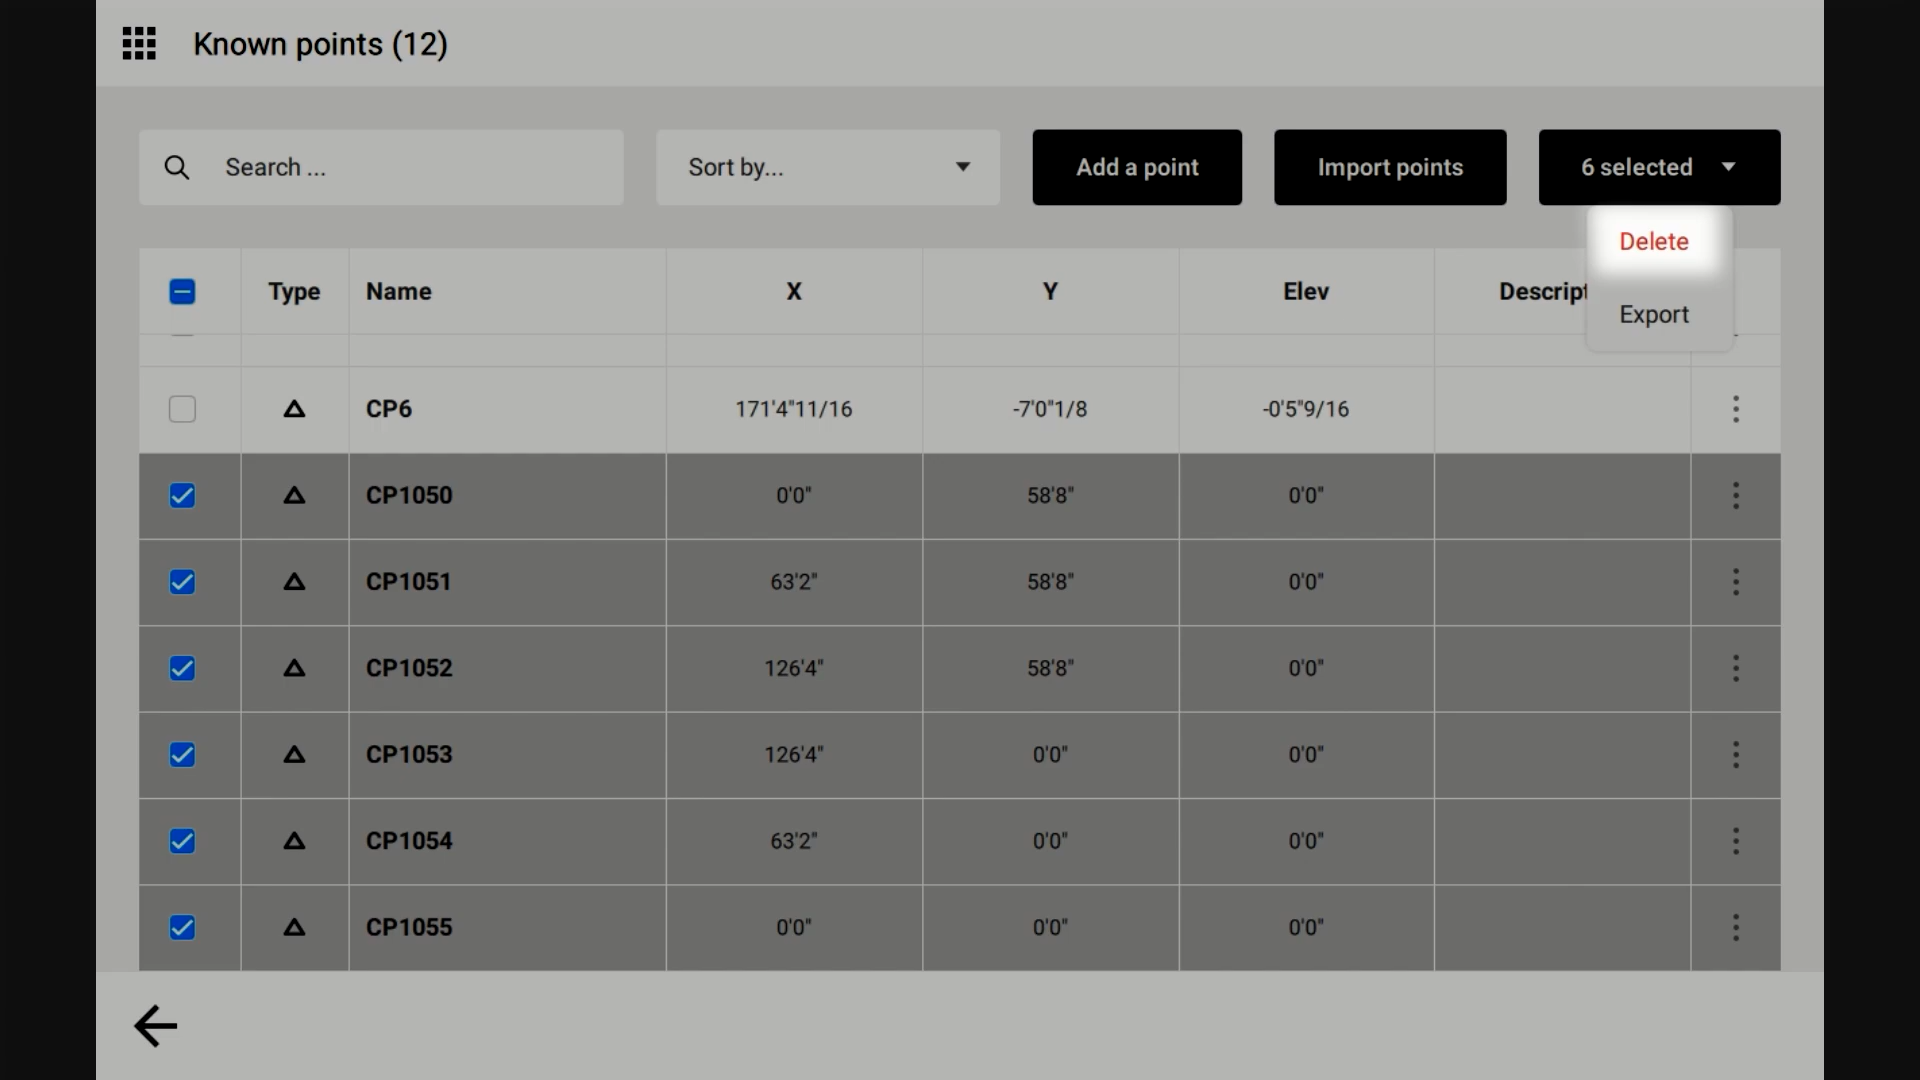 Known points (12)
Search ...
Sort by...
Add a point
Import points
6 selected
Delete
Export
Type Name X Y Elev Descript
CP6 171'4"11/16 -7'0"1/8 -0'5"9/16
CP1050 0'0" 58'8" 0'0"
CP1051 63'2" 58'8" 0'0"
CP1052 126'4" 58'8" 0'0"
CP1053 126'4" 0'0" 0'0"
CP1054 63'2" 0'0" 0'0"
CP1055 0'0" 0'0" 0'0"